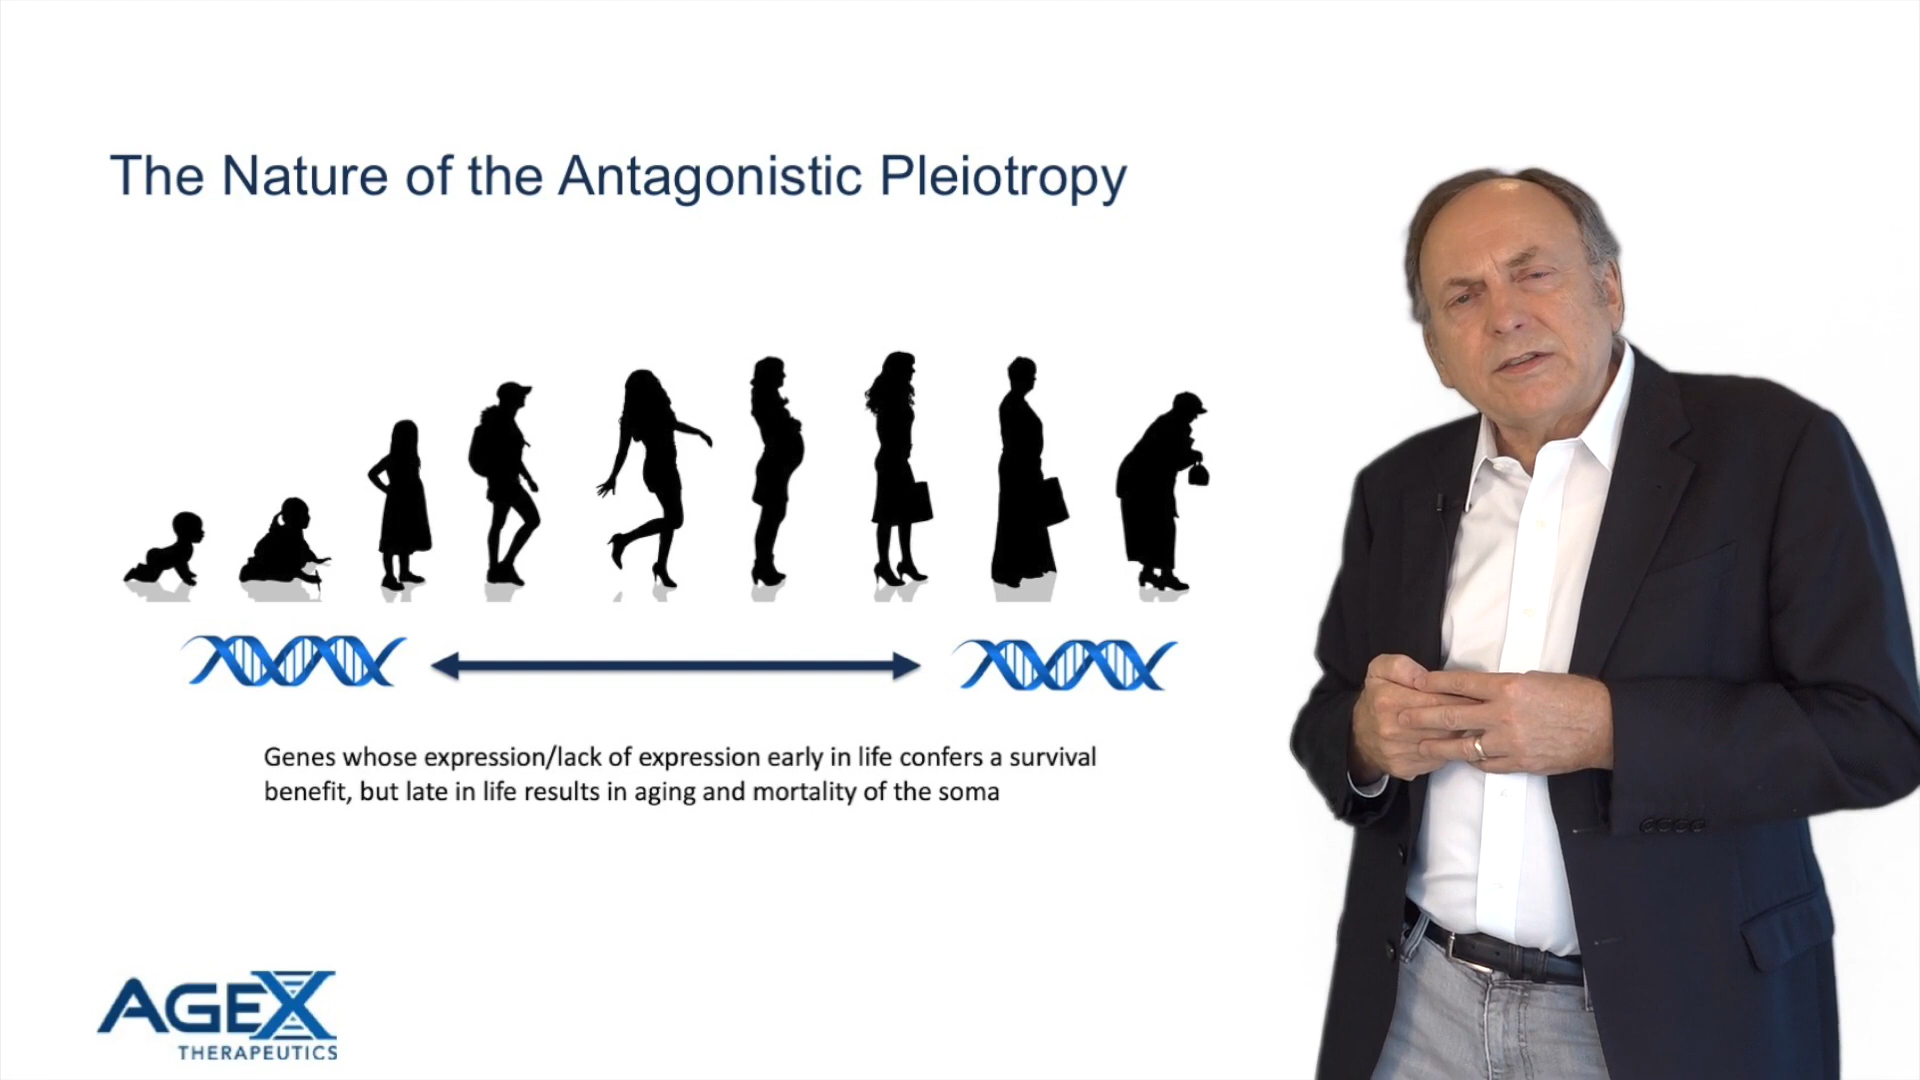 The Nature of the Antagonistic Pleiotropy
Genes whose expression/lack of expression early in life confers a survival
benefit, but late in life results in aging and mortality of the soma
AGEX
THERAPEUTICS